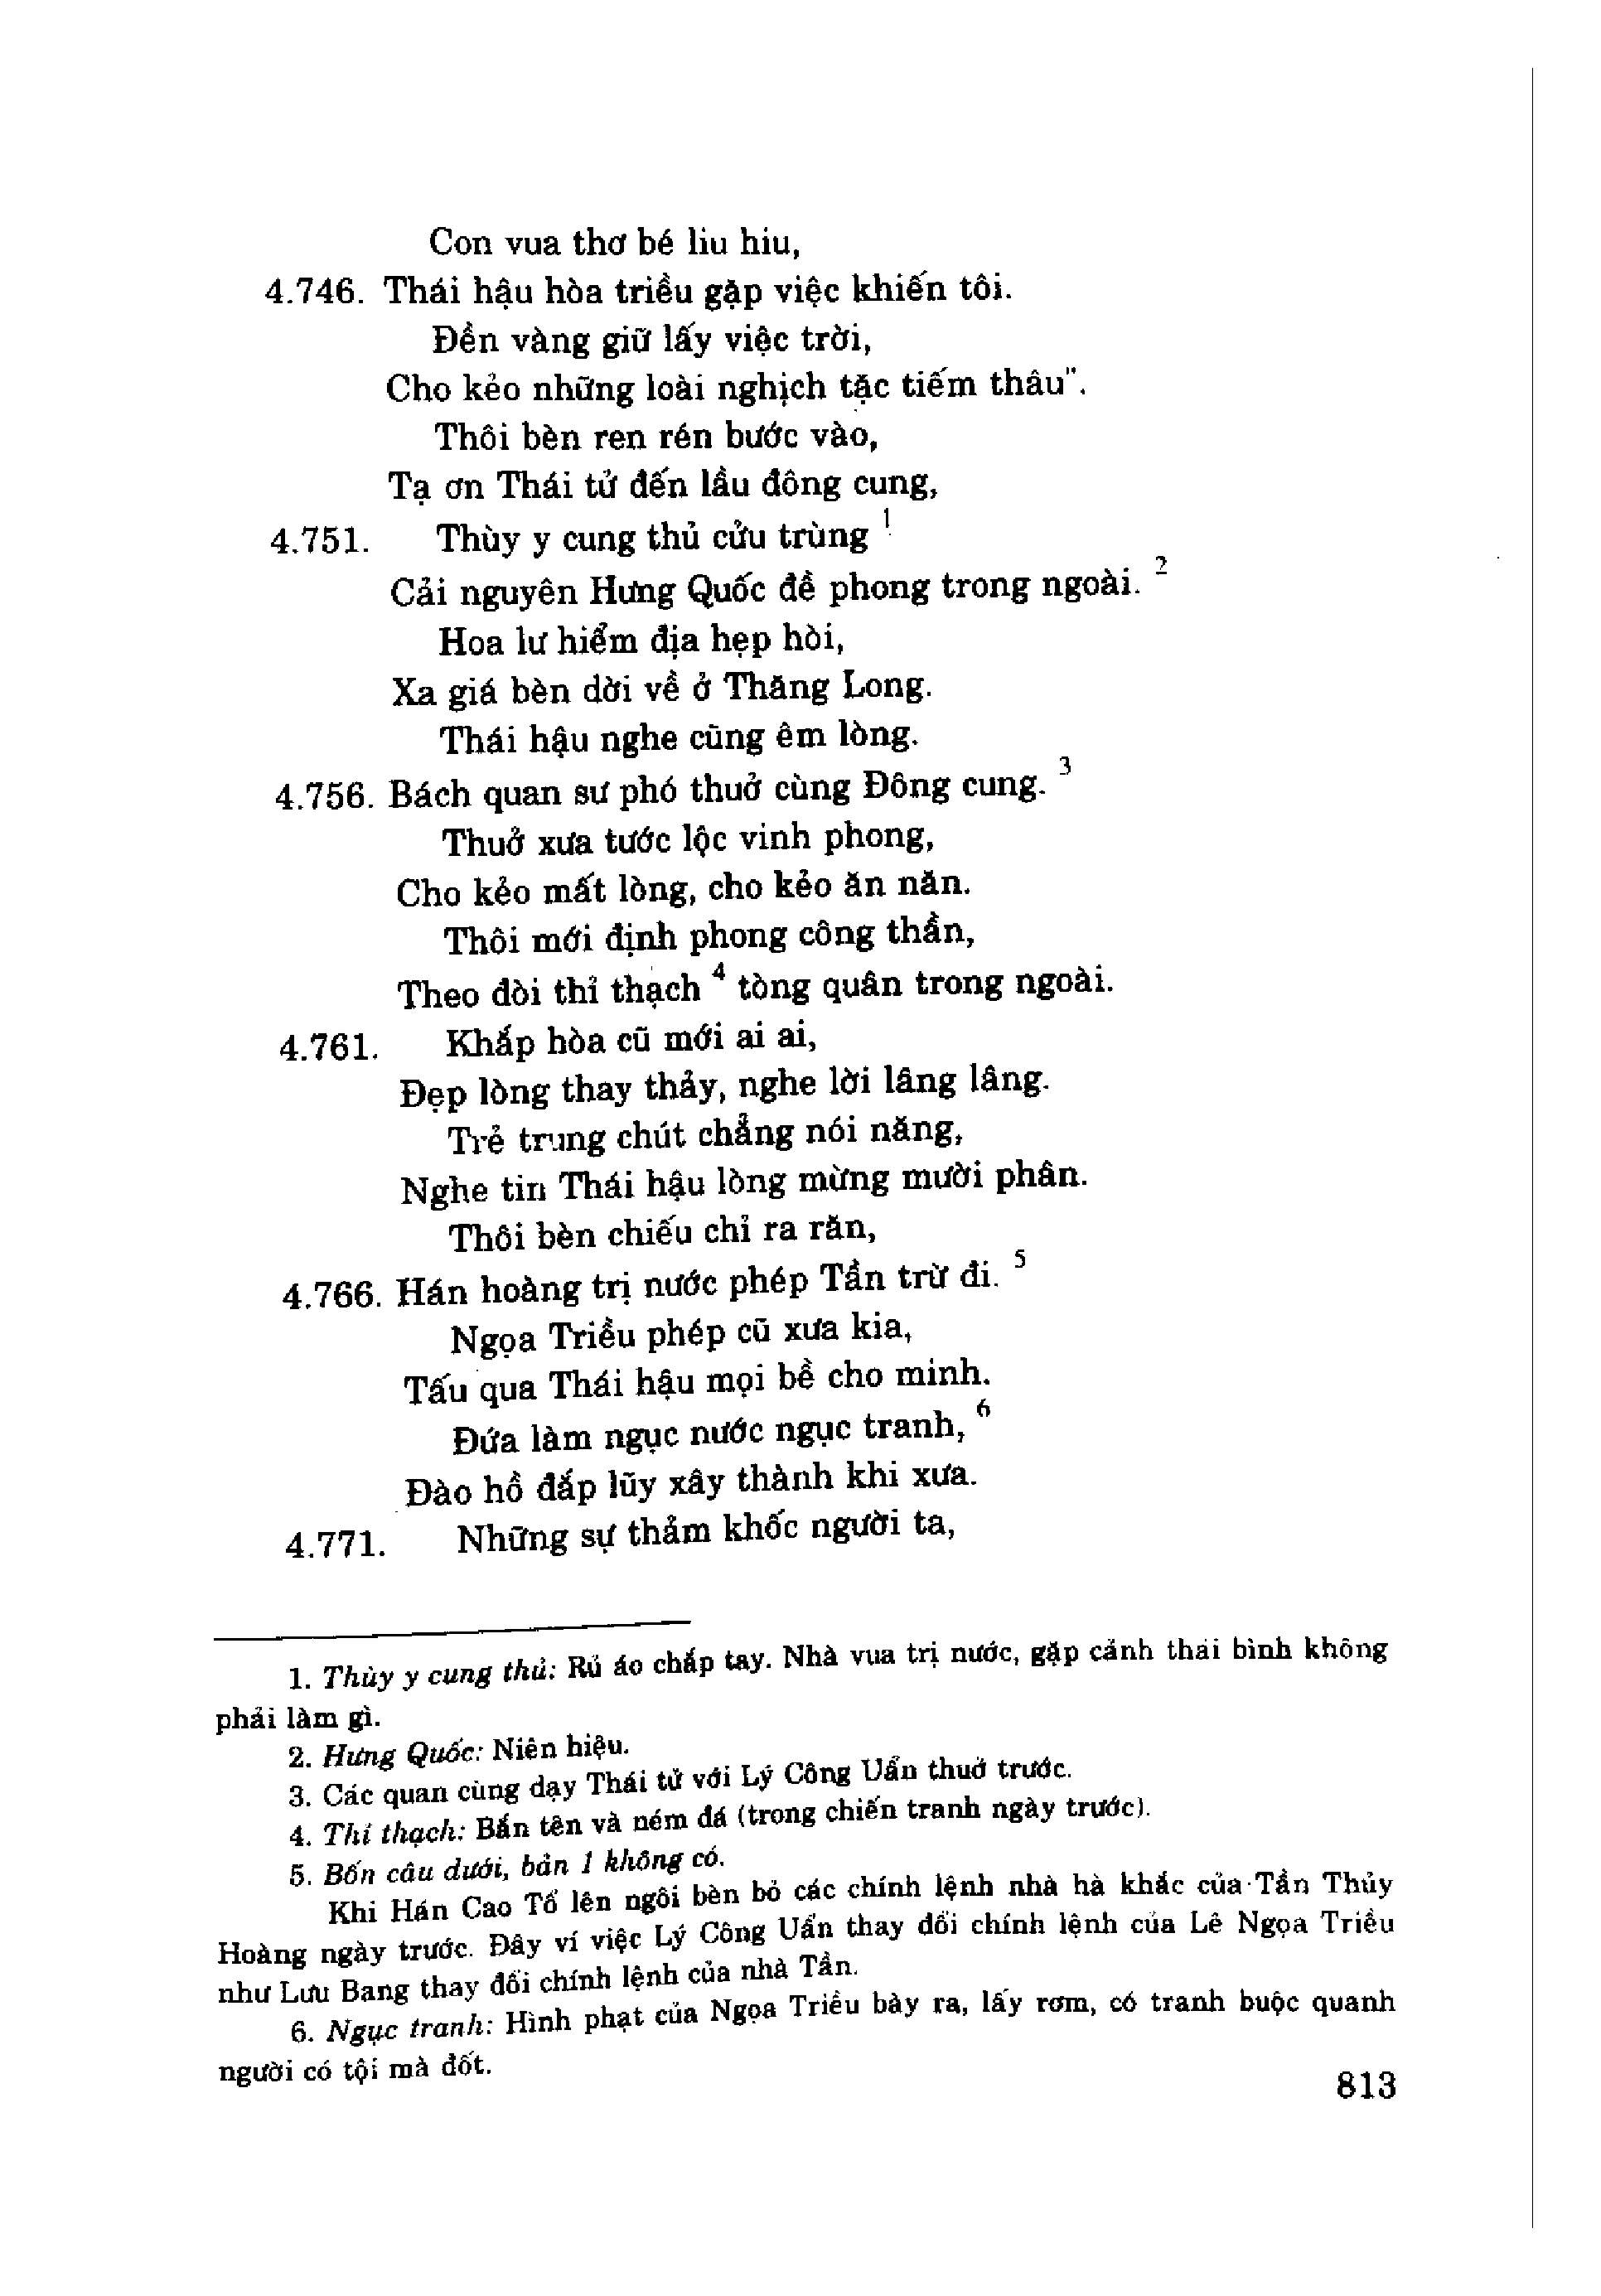 Con vua thơ bé liu hiu,
4.746. Thái hậu hòa triều gặp việc khiến tôi.
Đền vàng giữ lấy việc trời,
Cho kẻo những loài nghịch tặc tiếm thâu".
Thôi bèn ren rén bước vào,
Tạ ơn Thái tử đến lầu đông cung,
4.751. Thùy y cung thủ cửu trùng 1
Cải nguyên Hưng Quốc đề phong trong ngoài. 2
Hoa lư hiểm địa hẹp hòi,
Xa giá bèn dời về ở Thăng Long.
Thái hậu nghe cũng êm lòng.
4.756. Bách quan sư phó thuở cùng Đông cung. 3
Thuở xưa tước lộc vinh phong,
Cho kẻo mất lòng, cho kẻo ăn năn.
Thôi mới định phong công thần,
Theo đòi thỉ thạch 4 tòng quân trong ngoài.
4.761. Khắp hòa cũ mới ai ai,
Đẹp lòng thay thảy, nghe lời lâng lâng.
Trẻ trung chút chẳng nói năng,
Nghe tin Thái hậu lòng mừng mười phân.
Thôi bèn chiếu chỉ ra răn,
4.766. Hán hoàng trị nước phép Tần trừ đi. 5
Ngọa Triều phép cũ xưa kia,
Tấu qua Thái hậu mọi bề cho minh.
Đứa làm ngục nước ngục tranh, 6
Đào hồ đắp lũy xây thành khi xưa.
4.771. Những sự thảm khốc người ta,
1. Thùy y cung thủ: Rủ áo chắp tay. Nhà vua trị nước, gặp cảnh thái bình không
phải làm gì.
2. Hưng Quốc: Niên hiệu.
3. Các quan cùng dạy Thái tử với Lý Công Uẩn thuở trước.
4. Thỉ thạch: Bắn tên và ném đá (trong chiến tranh ngày trước).
5. Bốn câu dưới, bản 1 không có.
Khi Hán Cao Tổ lên ngôi bèn bỏ các chính lệnh nhà hà khắc của Tần Thủy
Hoàng ngày trước. Đây ví việc Lý Công Uẩn thay đổi chính lệnh của Lê Ngọa Triều
như Lưu Bang thay đổi chính lệnh của nhà Tần.
6. Ngục tranh: Hình phạt của Ngọa Triều bày ra, lấy rơm, cỏ tranh buộc quanh
người có tội mà đốt.
813